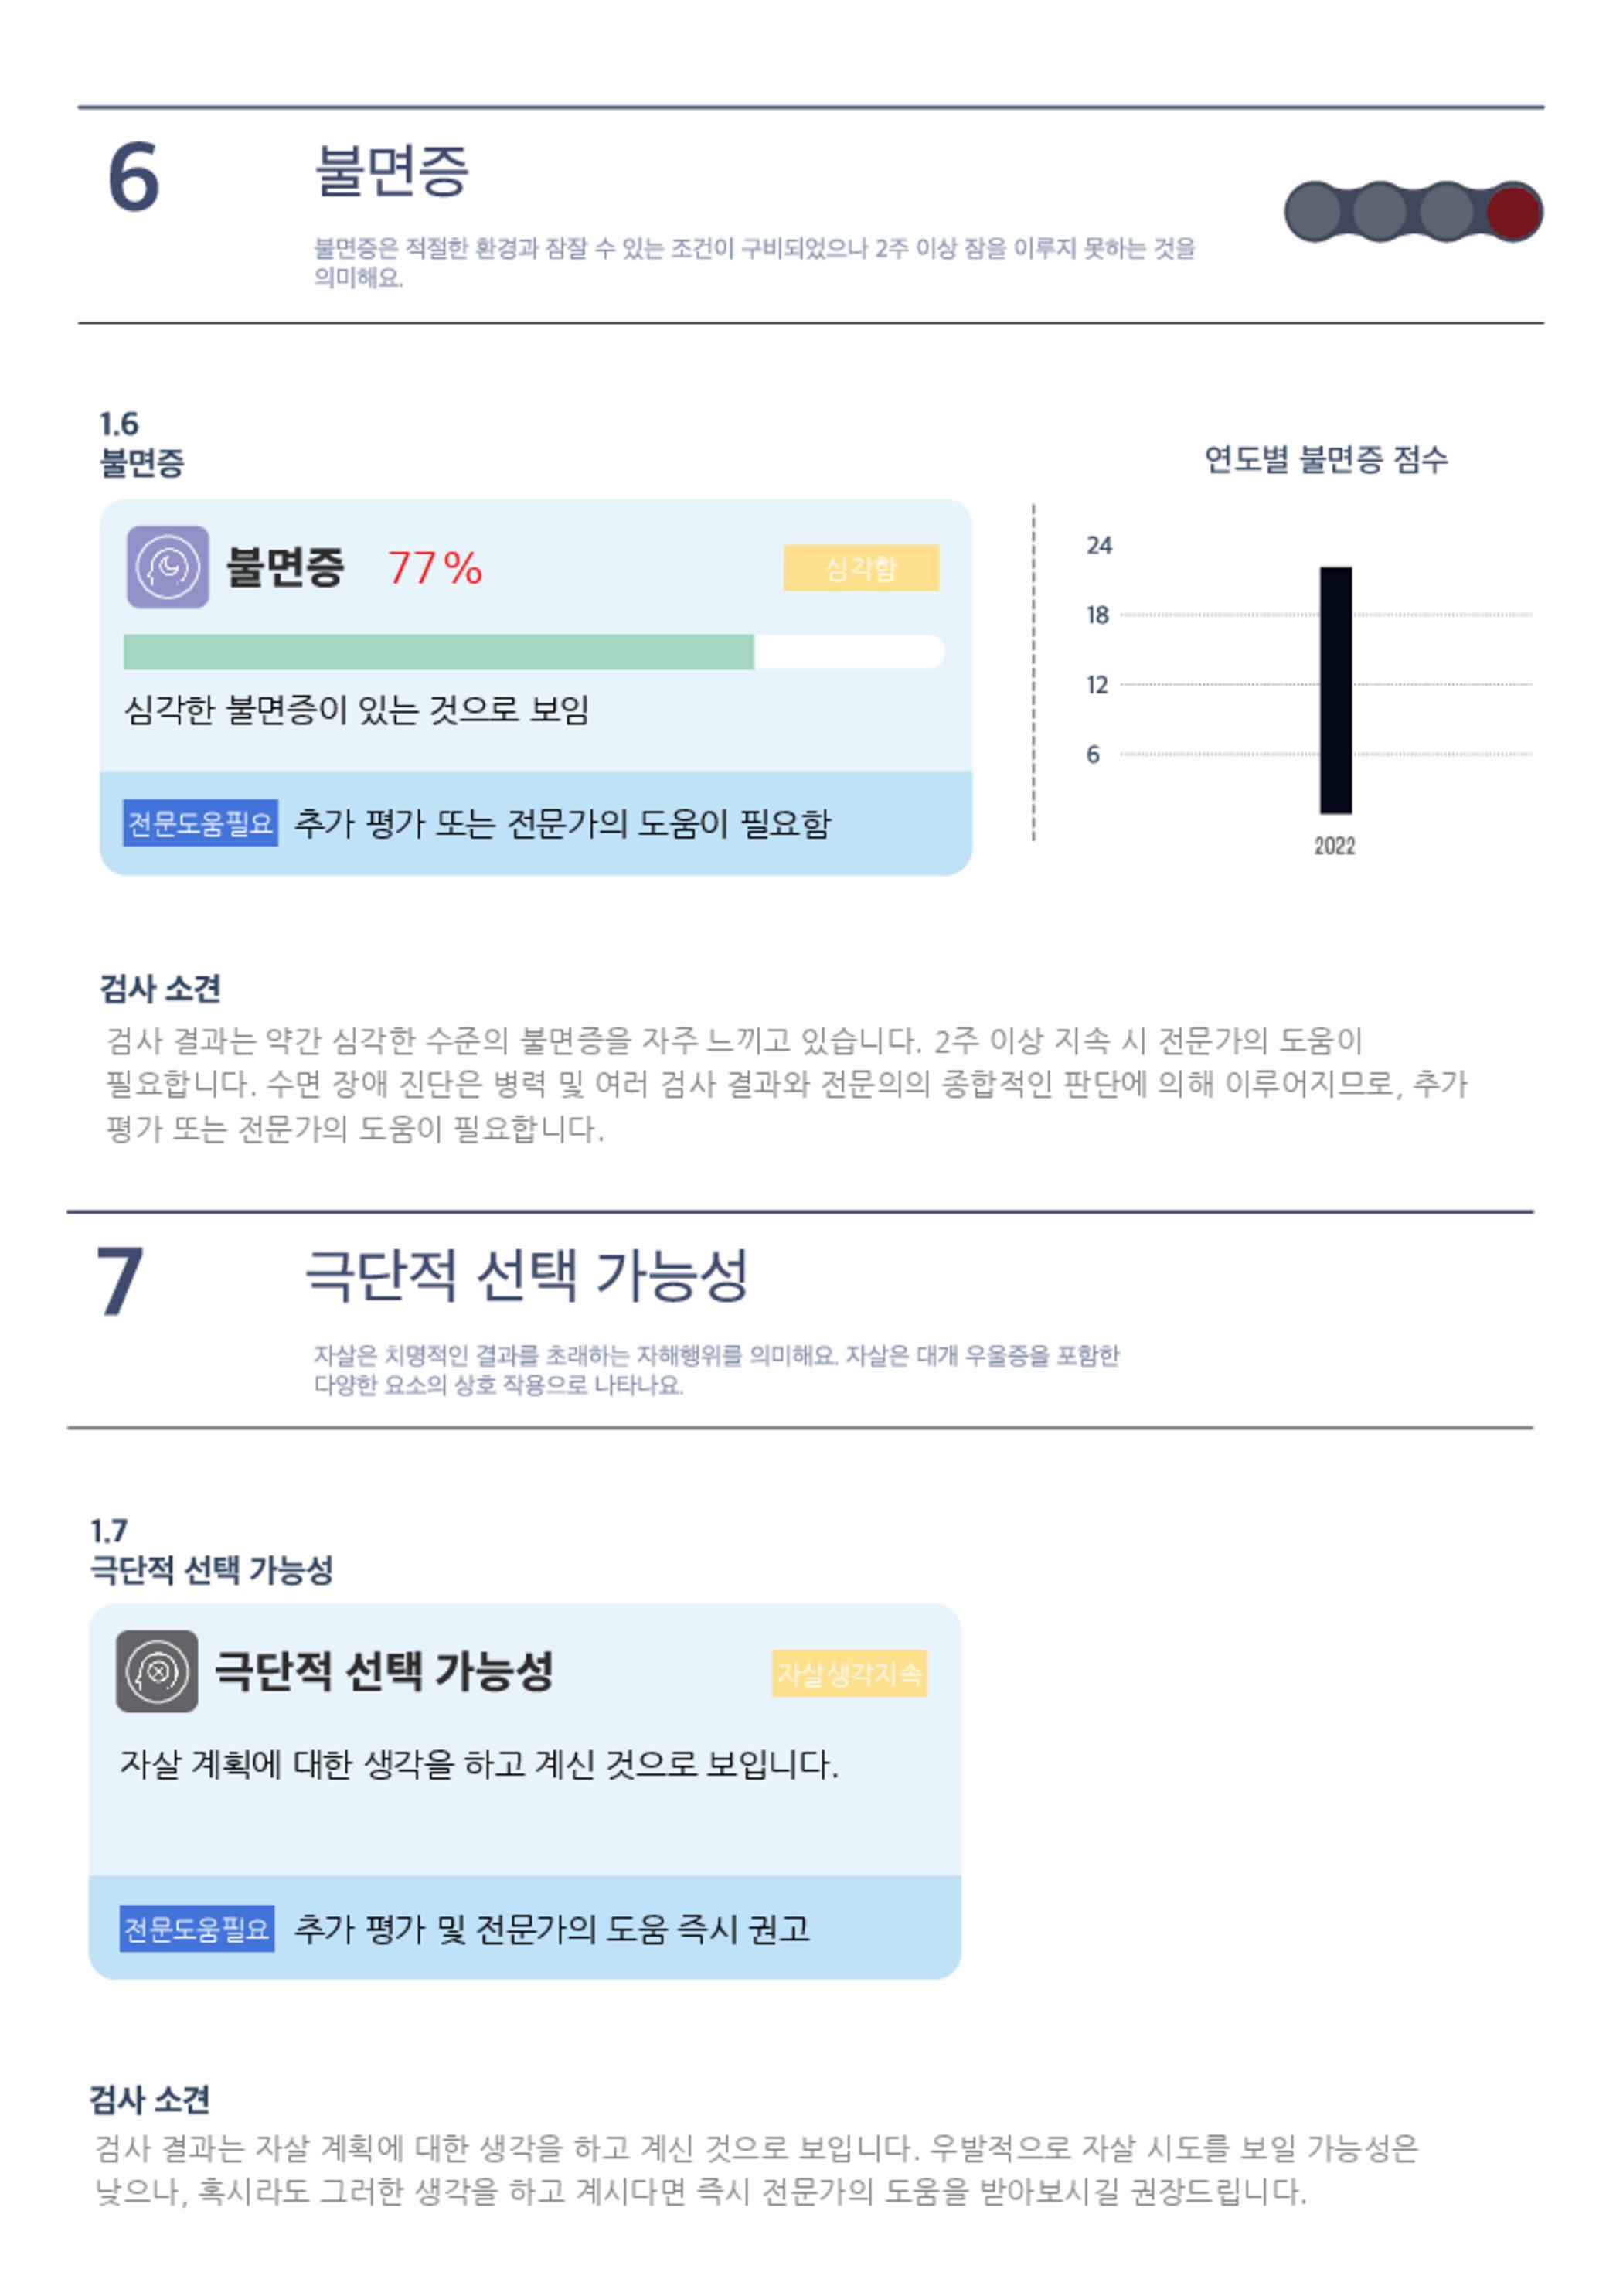 6
불면증
불면증은 적절한 환경과 잠잘 수 있는 조건이 구비되었으나 2주 이상 잠을 이루지 못하는 것을
의미해요.
1.6
불면증
불면증 77%
심각함
심각한 불면증이 있는 것으로 보임
전문도움필요 추가 평가 또는 전문가의 도움이 필요함
연도별 불면증 점수
24
18
12
6
2022
검사 소견
검사 결과는 약간 심각한 수준의 불면증을 자주 느끼고 있습니다. 2주 이상 지속 시 전문가의 도움이
필요합니다. 수면 장애 진단은 병력 및 여러 검사 결과와 전문의의 종합적인 판단에 의해 이루어지므로, 추가
평가 또는 전문가의 도움이 필요합니다.
7
극단적 선택 가능성
자살은 치명적인 결과를 초래하는 자해행위를 의미해요. 자살은 대개 우울증을 포함한
다양한 요소의 상호 작용으로 나타나요.
1.7
극단적 선택 가능성
극단적 선택 가능성
자살생각지속
자살 계획에 대한 생각을 하고 계신 것으로 보입니다.
전문도움필요 추가 평가 및 전문가의 도움 즉시 권고
검사 소견
검사 결과는 자살 계획에 대한 생각을 하고 계신 것으로 보입니다. 우발적으로 자살 시도를 보일 가능성은
낮으나, 혹시라도 그러한 생각을 하고 계시다면 즉시 전문가의 도움을 받아보시길 권장드립니다.